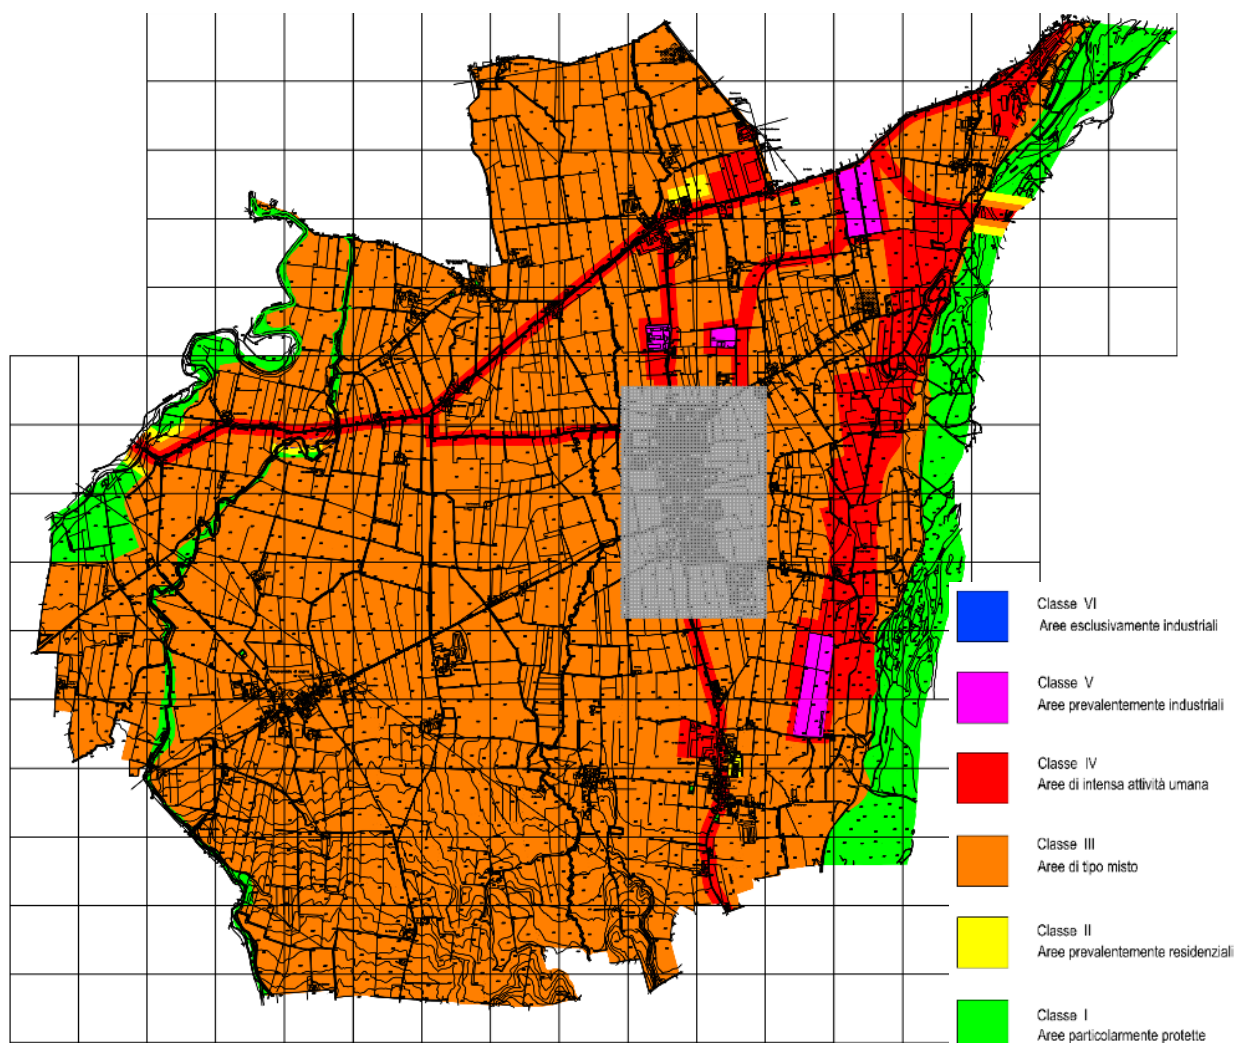 Classe VI
Aree esclusivamente industriali
Classe V
Aree prevalentemente industriali
Classe IV
Aree di intensa attività umana
Classe III
Aree di tipo misto
Classe II
Aree prevalentemente residenziali
Classe I
Aree particolarmente protette